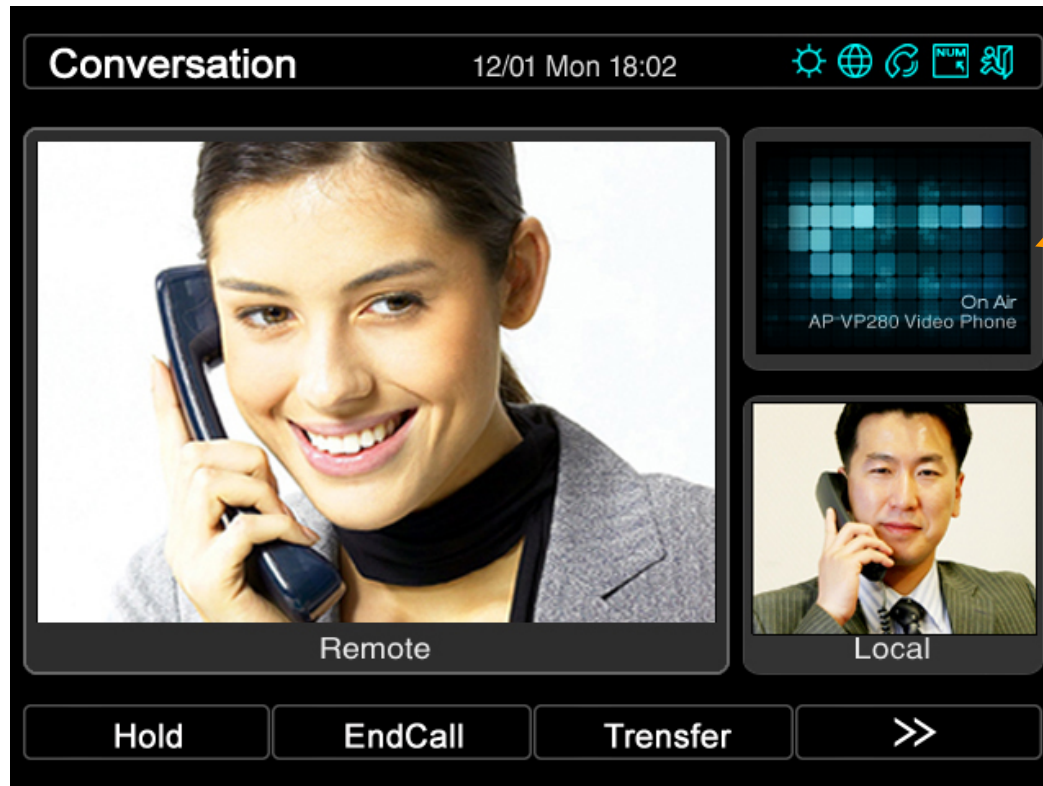 Conversation
12/01 Mon 18:02
NUM
On Air
AP VP280 Video Phone
Remote
Local
Hold
EndCall
Trensfer
>>